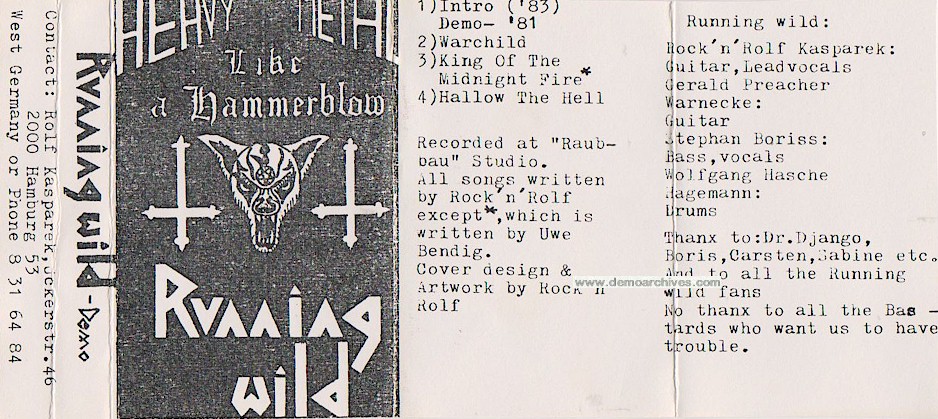 Contact: Rolf Kasparek, Uckerstr.46
2000 Hamburg 53
West Germany or Phone 8 31 64 84
Running wild - Demo
HEAVY METAL
Like
a Hammerblow
Running
wild
1)Intro ('83)
Demo- '81
2)Warchild
3)King Of The
Midnight Fire*
4)Hallow The Hell
Recorded at "Raub-
bau" Studio.
All songs written
by Rock'n'Rolf
except*,which is
written by Uwe
Bendig.
Cover design &
Artwork by Rock'n'
Rolf
Running wild:
Rock'n'Rolf Kasparek:
Guitar,Leadvocals
Gerald Preacher
Warnecke:
Guitar
Stephan Boriss:
Bass,vocals
Wolfgang Hasche
Hagemann:
Drums
Thanx to:Dr.Django,
Boris,Carsten,Sabine etc.
And to all the Running
wild fans
No thanx to all the Bas-
tards who want us to have
trouble.
www.demoarchives.com